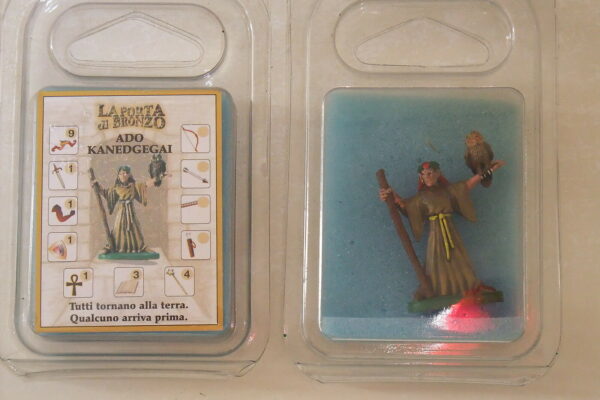 LA PORTA
di BRONZO
ADO
KANEDGEGAI
9
1
1
1
1
3
4
Tutti tornano alla terra.
Qualcuno arriva prima.